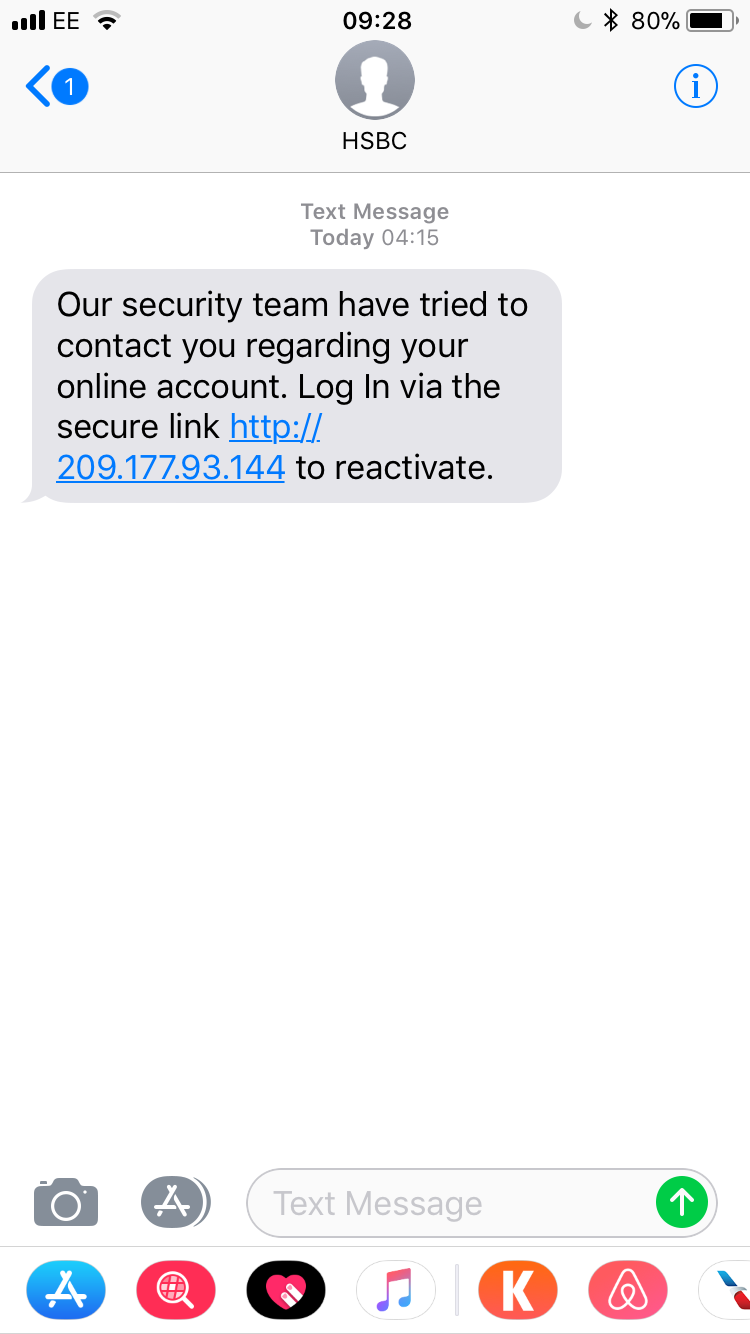 EE 09:28 80%
1
HSBC
Text Message
Today 04:15
Our security team have tried to
contact you regarding your
online account. Log In via the
secure link http://
209.177.93.144 to reactivate.
Text Message